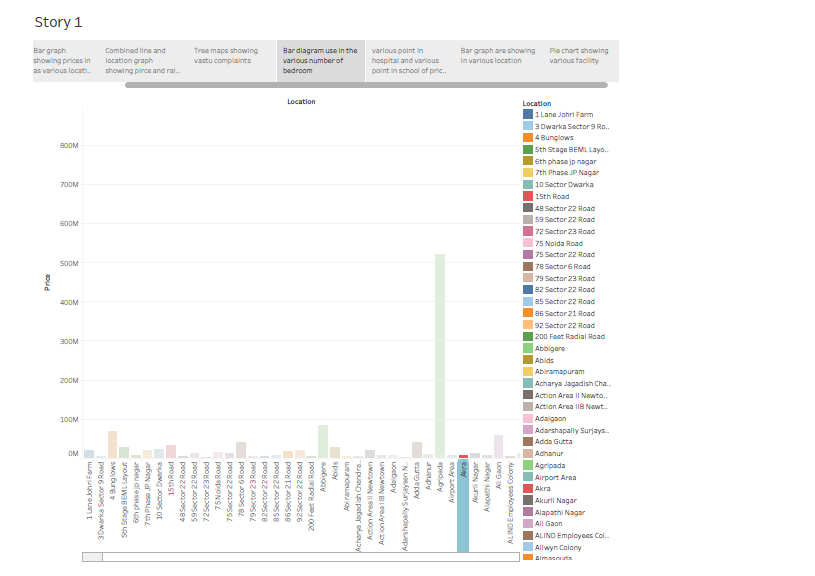 Story 1
Bar graph
showing prices in
as various locati..
Combined line and
location graph
showing pirce and rai..
Tree maps showing
vastu complaints
Bar diagram use in the
various number of
bedroom
various point in
hospital and various
point in school of pric..
Bar graph are showing
in various location
Pie chart showing
various facility
Location
Price
800M
700M
600M
500M
400M
300M
200M
100M
0M
1 Lane Johri Farm
3 Dwarka Sector 9 Road
4 Bunglows
5th Stage BEML Layout
6th phase jp nagar
7th Phase JP Nagar
10 Sector Dwarka
15th Road
48 Sector 22 Road
59 Sector 22 Road
72 Sector 23 Road
75 Noida Road
75 Sector 22 Road
78 Sector 6 Road
79 Sector 23 Road
82 Sector 22 Road
85 Sector 22 Road
86 Sector 21 Road
92 Sector 22 Road
200 Feet Radial Road
Abbigere
Abids
Abiramapuram
Acharya Jagadish Chandra..
Action Area II Newtown
Action Area IIB Newtown
Adaigaon
Adarshapally Surjaysen N..
Adda Gutta
Adhanur
Agripada
Airport Area
Akra
Akurli Nagar
Alapathi Nagar
Ali Gaon
ALIND Employees Colony
Location
1 Lane Johri Farm
3 Dwarka Sector 9 Ro..
4 Bunglows
5th Stage BEML Layo..
6th phase jp nagar
7th Phase JP Nagar
10 Sector Dwarka
15th Road
48 Sector 22 Road
59 Sector 22 Road
72 Sector 23 Road
75 Noida Road
75 Sector 22 Road
78 Sector 6 Road
79 Sector 23 Road
82 Sector 22 Road
85 Sector 22 Road
86 Sector 21 Road
92 Sector 22 Road
200 Feet Radial Road
Abbigere
Abids
Abiramapuram
Acharya Jagadish Cha..
Action Area II Newto..
Action Area IIB Newt..
Adaigaon
Adarshapally Surjays..
Adda Gutta
Adhanur
Agripada
Airport Area
Akra
Akurli Nagar
Alapathi Nagar
Ali Gaon
ALIND Employees Col..
Allwyn Colony
Almasguda